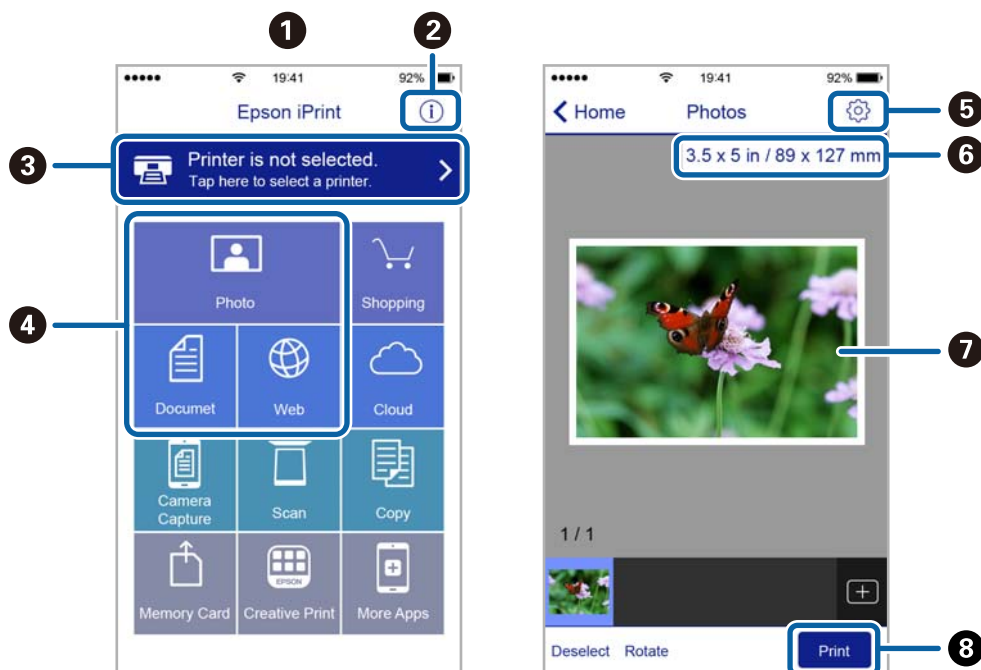 1
2
19:41
92%
Epson iPrint
i
3
Printer is not selected.
Tap here to select a printer.
4
Photo
Shopping
Documet
Web
Cloud
Camera
Capture
Scan
Copy
EPSON
Memory Card
Creative Print
More Apps
19:41
92%
Home
Photos
5
3.5 x 5 in / 89 x 127 mm
6
7
1 / 1
Deselect
Rotate
Print
8